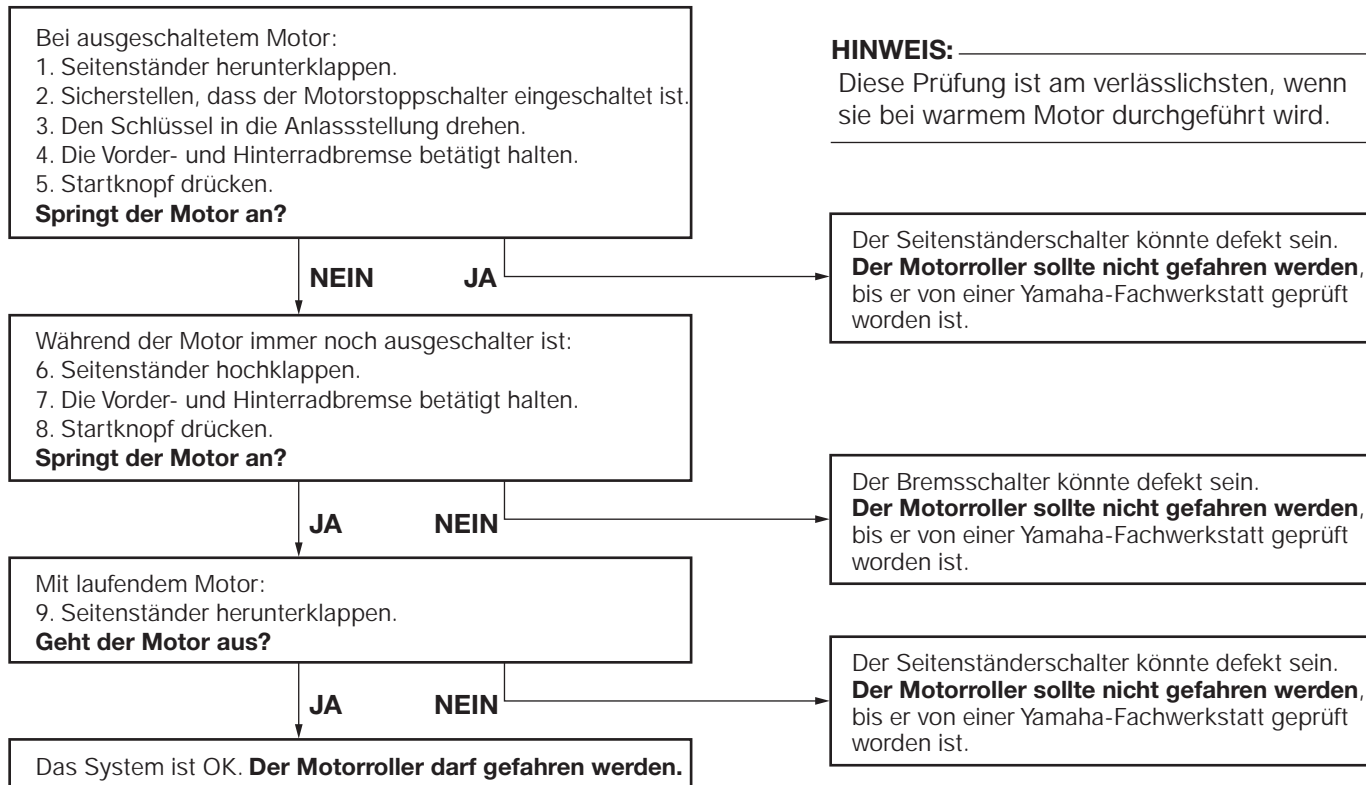 Bei ausgeschaltetem Motor:
1. Seitenständer herunterklappen.
2. Sicherstellen, dass der Motorstoppschalter eingeschaltet ist.
3. Den Schlüssel in die Anlassstellung drehen.
4. Die Vorder- und Hinterradbremse betätigt halten.
5. Startknopf drücken.
Springt der Motor an?
HINWEIS:
Diese Prüfung ist am verlässlichsten, wenn
sie bei warmem Motor durchgeführt wird.
NEIN JA
Der Seitenständerschalter könnte defekt sein.
Der Motorroller sollte nicht gefahren werden,
bis er von einer Yamaha-Fachwerkstatt geprüft
worden ist.
Während der Motor immer noch ausgeschalter ist:
6. Seitenständer hochklappen.
7. Die Vorder- und Hinterradbremse betätigt halten.
8. Startknopf drücken.
Springt der Motor an?
JA NEIN
Der Bremsschalter könnte defekt sein.
Der Motorroller sollte nicht gefahren werden,
bis er von einer Yamaha-Fachwerkstatt geprüft
worden ist.
Mit laufendem Motor:
9. Seitenständer herunterklappen.
Geht der Motor aus?
JA NEIN
Der Seitenständerschalter könnte defekt sein.
Der Motorroller sollte nicht gefahren werden,
bis er von einer Yamaha-Fachwerkstatt geprüft
worden ist.
Das System ist OK. Der Motorroller darf gefahren werden.